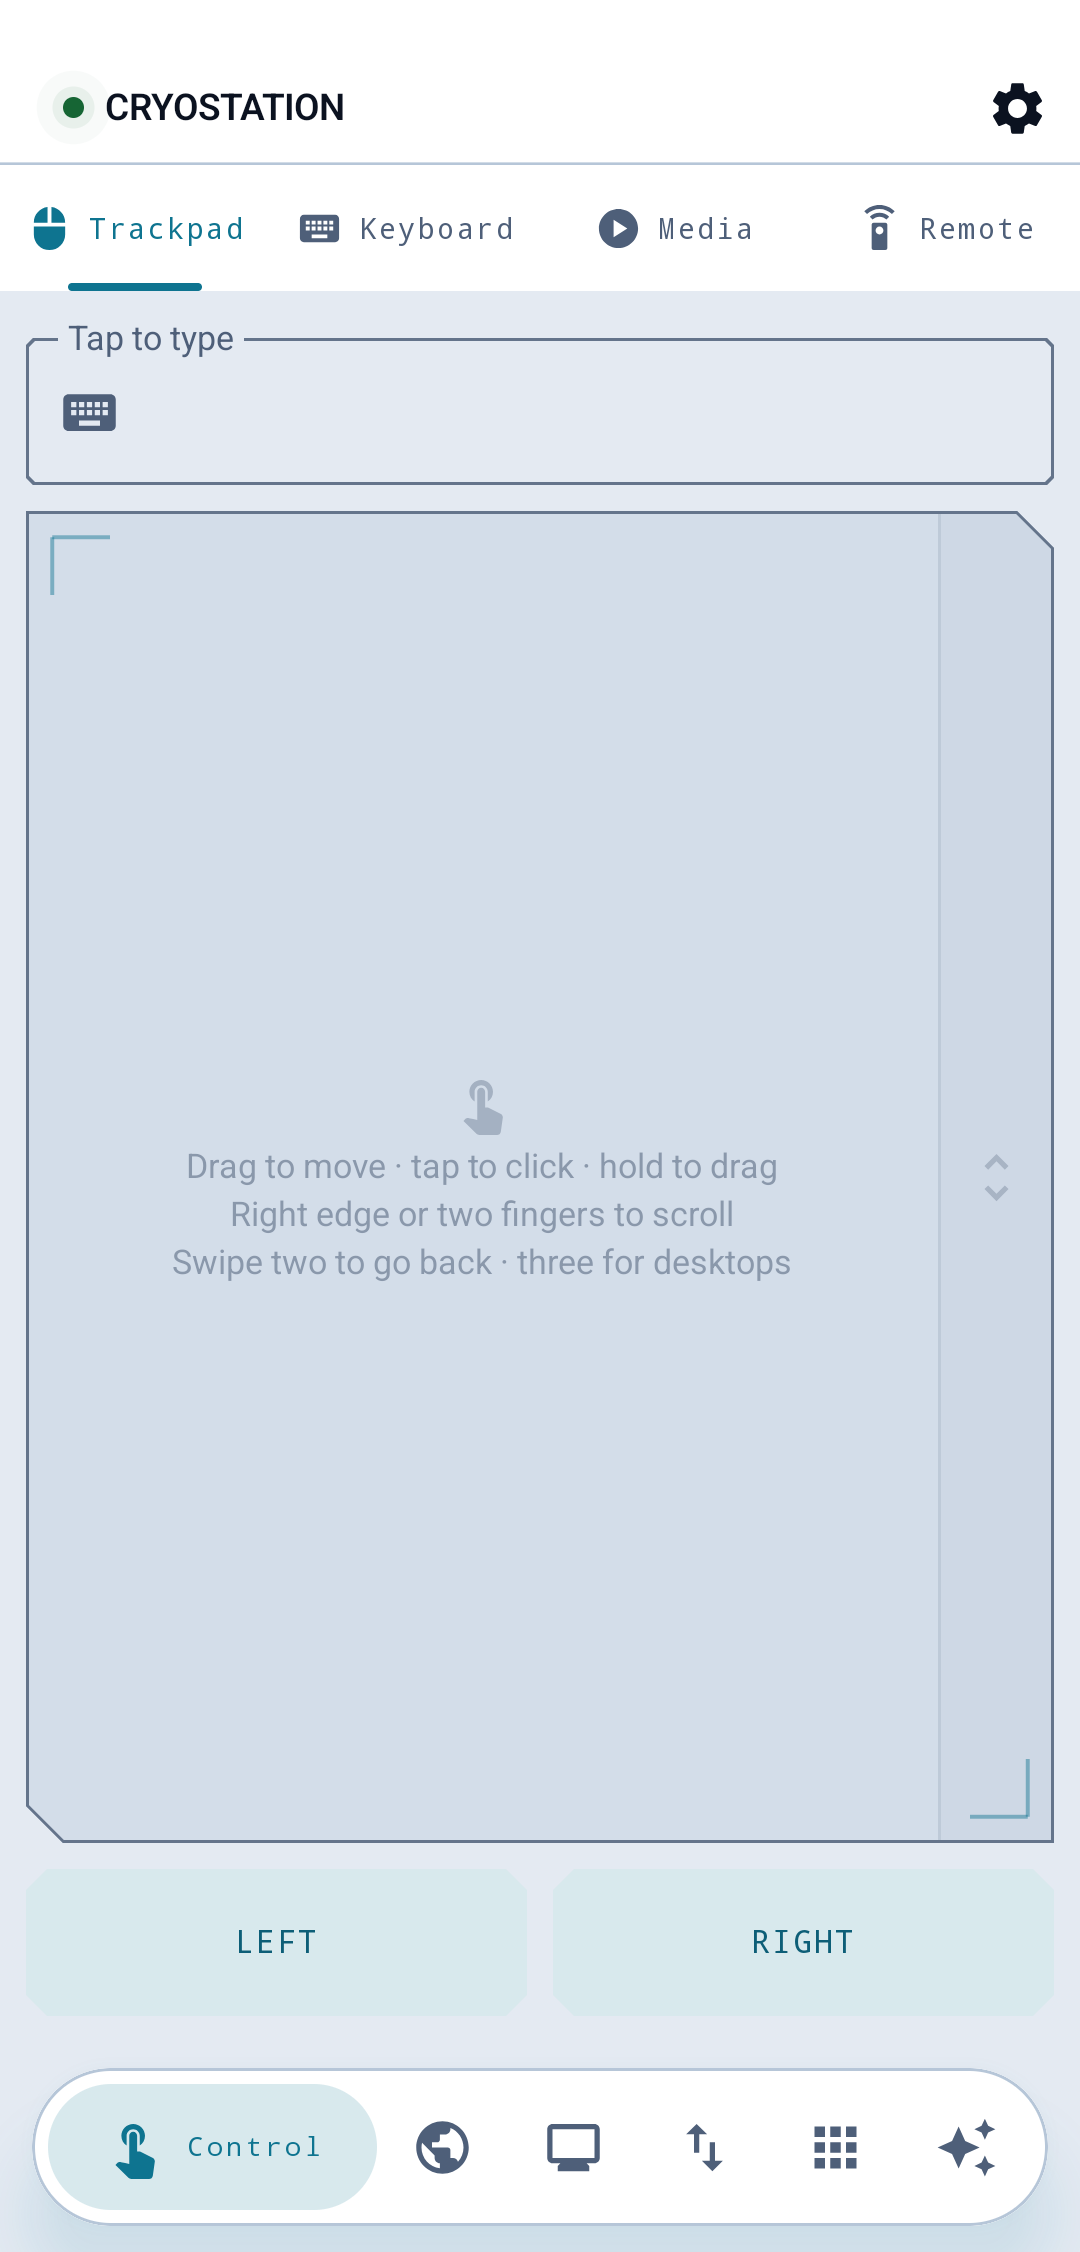 CRYOSTATION
Trackpad Keyboard Media Remote
Tap to type
Drag to move · tap to click · hold to drag
Right edge or two fingers to scroll
Swipe two to go back · three for desktops
LEFT RIGHT
Control